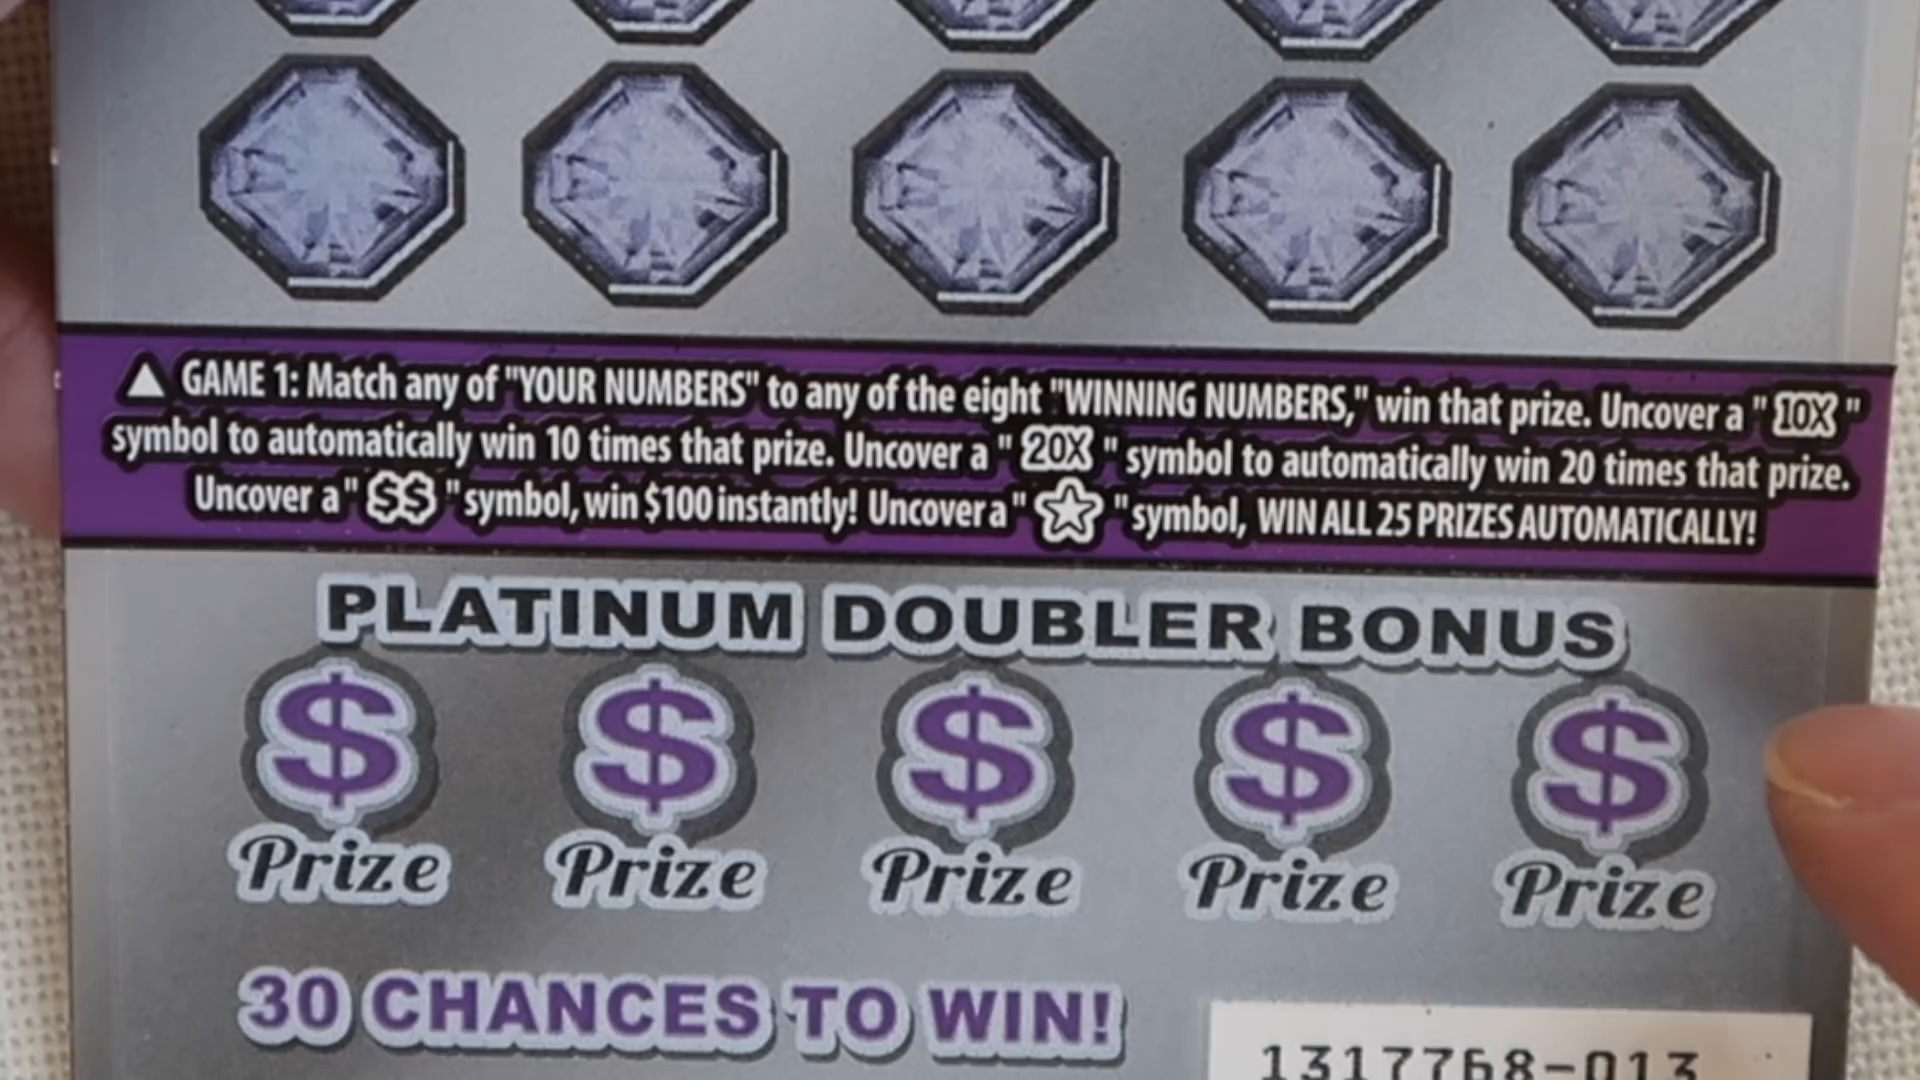 ▲ GAME 1: Match any of "YOUR NUMBERS" to any of the eight "WINNING NUMBERS," win that prize. Uncover a " 10X "
symbol to automatically win 10 times that prize. Uncover a " 20X " symbol to automatically win 20 times that prize.
Uncover a " $$ " symbol, win $100 instantly! Uncover a " ☆ " symbol, WIN ALL 25 PRIZES AUTOMATICALLY!
PLATINUM DOUBLER BONUS
$ $ $ $ $
Prize Prize Prize Prize Prize
30 CHANCES TO WIN!
1317768-013